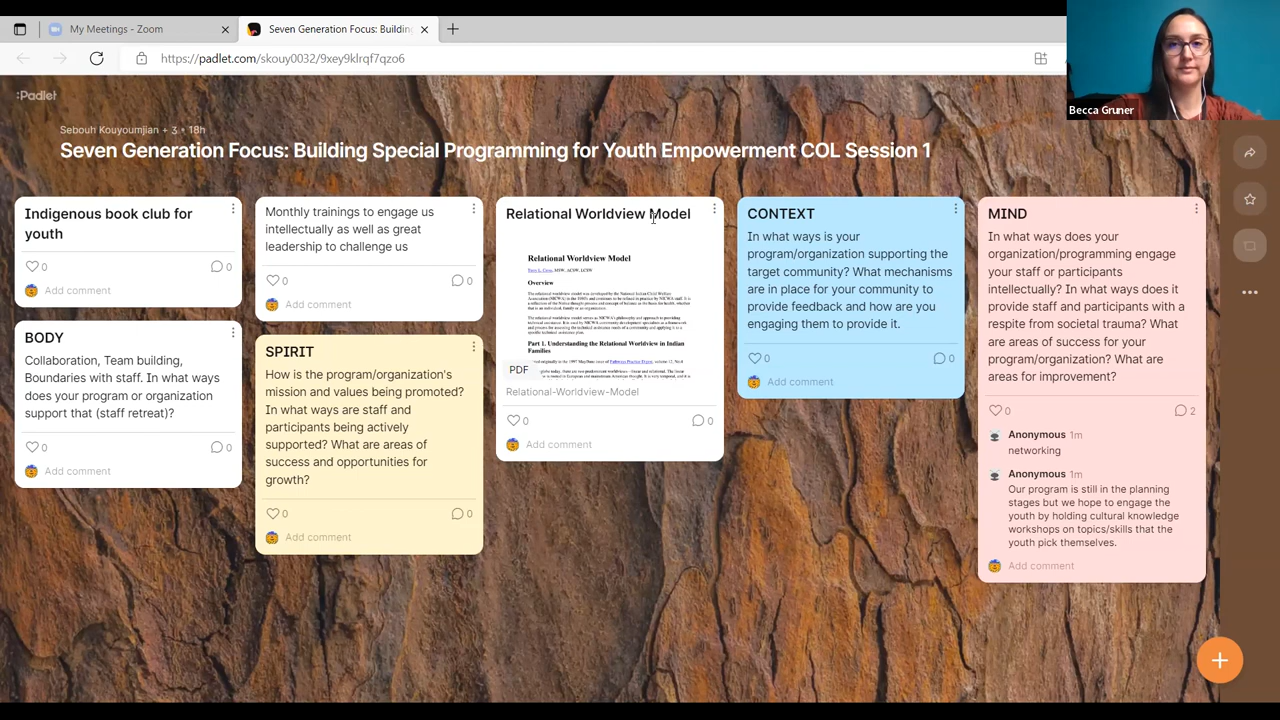 My Meetings - Zoom
Seven Generation Focus: Building
https://padlet.com/skouy0032/9xey9klrqf7qzo6
Becca Gruner
:Padlet
Sebouh Kouyoumjian + 3 • 18h
Seven Generation Focus: Building Special Programming for Youth Empowerment COL Session 1
Indigenous book club for
youth
0
0
Add comment
BODY
Collaboration, Team building,
Boundaries with staff. In what ways
does your program or organization
support that (staff retreat)?
0
0
Add comment
Monthly trainings to engage us
intellectually as well as great
leadership to challenge us
0
0
Add comment
SPIRIT
How is the program/organization's
mission and values being promoted?
In what ways are staff and
participants being actively
supported? What are areas of
success and opportunities for
growth?
0
0
Add comment
Relational Worldview Model
Relational Worldview Model
Overview
Part 1. Understanding the Relational Worldview in Indian
Families
PDF
Relational-Worldview-Model
0
0
Add comment
CONTEXT
In what ways is your
program/organization supporting the
target community? What mechanisms
are in place for your community to
provide feedback and how are you
engaging them to provide it.
0
0
Add comment
MIND
In what ways does your
organization/programming engage
your staff or participants
intellectually? In what ways does it
provide staff and participants with a
respite from societal trauma? What
are areas of success for your
program/organization? What are
areas for improvement?
0
2
Anonymous 1m
networking
Anonymous 1m
Our program is still in the planning
stages but we hope to engage the
youth by holding cultural knowledge
workshops on topics/skills that the
youth pick themselves.
Add comment